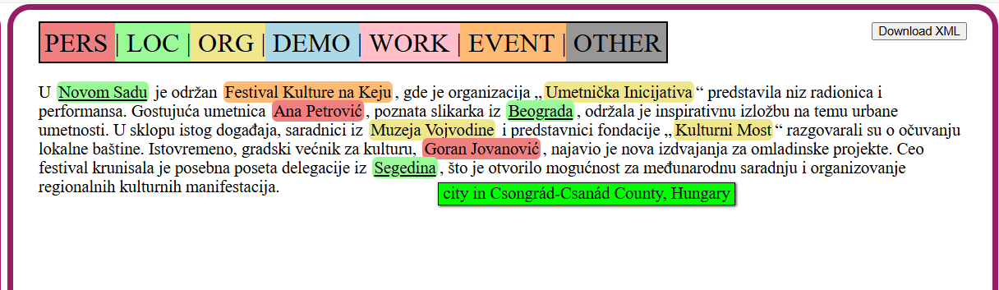 PERS | LOC | ORG | DEMO | WORK | EVENT | OTHER
Download XML
U Novom Sadu je održan Festival Kulture na Keju, gde je organizacija „Umetnička Inicijativa“ predstavila niz radionica i
performansa. Gostujuća umetnica Ana Petrović, poznata slikarka iz Beograda, održala je inspirativnu izložbu na temu urbane
umetnosti. U sklopu istog događaja, saradnici iz Muzeja Vojvodine i predstavnici fondacije „Kulturni Most“ razgovarali su o očuvanju
lokalne baštine. Istovremeno, gradski većnik za kulturu, Goran Jovanović, najavio je nova izdvajanja za omladinske projekte. Ceo
festival krunisala je posebna poseta delegacije iz Segedina, što je otvorilo mogućnost za međunarodnu saradnju i organizovanje
regionalnih kulturnih manifestacija.
city in Csongrád-Csanád County, Hungary